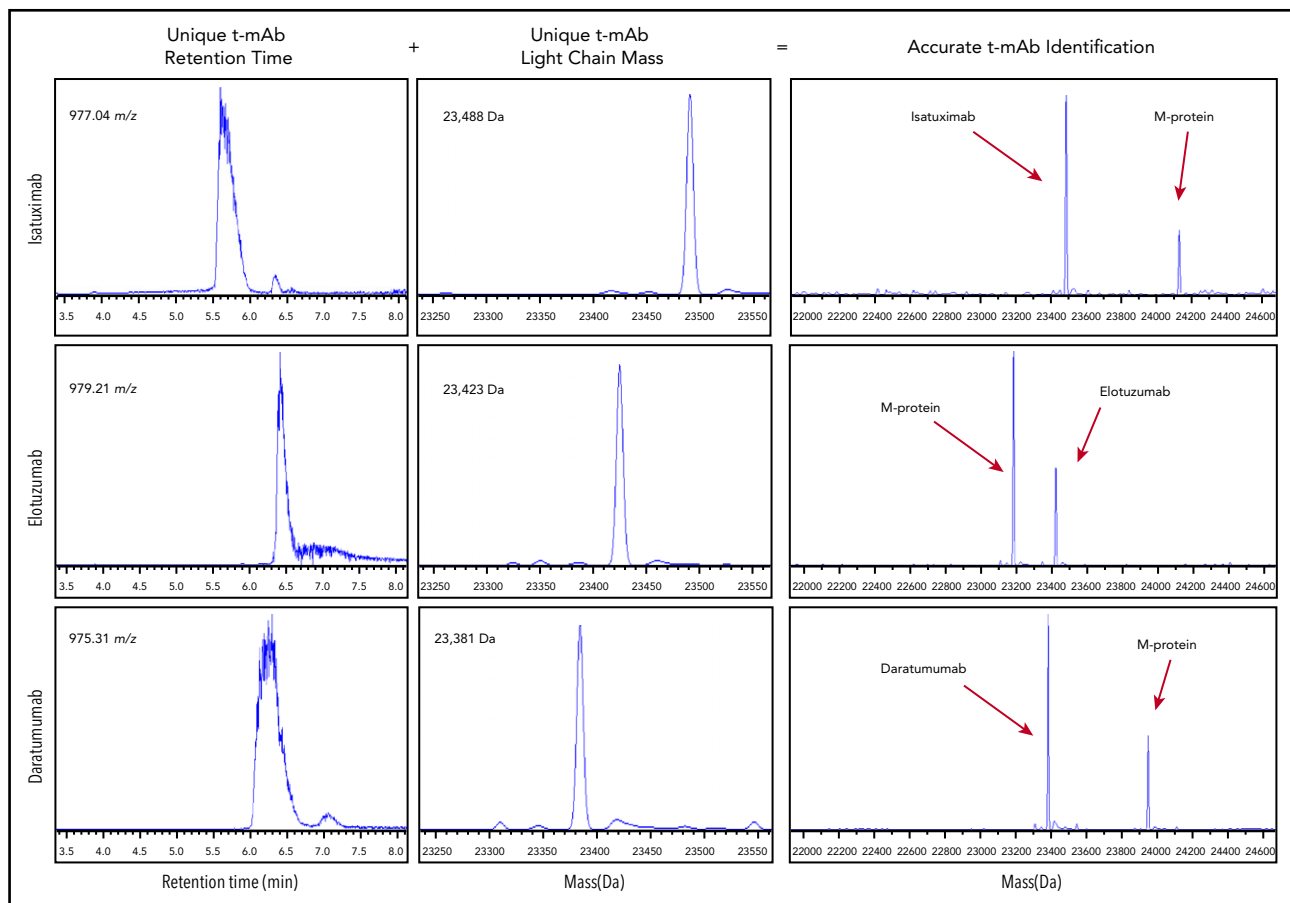 Unique t-mAb
Retention Time
+
Unique t-mAb
Light Chain Mass
=
Accurate t-mAb Identification
Isatuximab
977.04 m/z
3.5 4.0 4.5 5.0 5.5 6.0 6.5 7.0 7.5 8.0
23,488 Da
23250 23300 23350 23400 23450 23500 23550
Isatuximab
M-protein
22000 22200 22400 22600 22800 23000 23200 23400 23600 23800 24000 24200 24400 24600
Elotuzumab
979.21 m/z
3.5 4.0 4.5 5.0 5.5 6.0 6.5 7.0 7.5 8.0
23,423 Da
23250 23300 23350 23400 23450 23500 23550
M-protein
Elotuzumab
22000 22200 22400 22600 22800 23000 23200 23400 23600 23800 24000 24200 24400 24600
Daratumumab
975.31 m/z
3.5 4.0 4.5 5.0 5.5 6.0 6.5 7.0 7.5 8.0
23,381 Da
23250 23300 23350 23400 23450 23500 23550
Daratumumab
M-protein
22000 22200 22400 22600 22800 23000 23200 23400 23600 23800 24000 24200 24400 24600
Retention time (min)
Mass(Da)
Mass(Da)